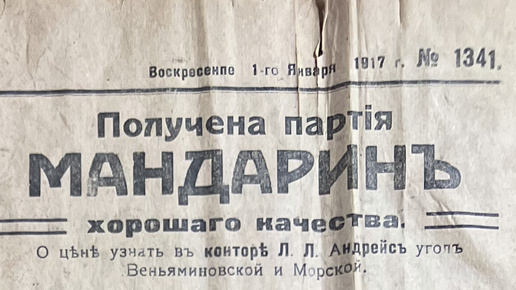 Воскресенпе 1-го Января 1917 г. № 1341.
Получена партія
МАНДАРИНЪ
хорошаго качества.
О цѣнѣ узнать въ конторѣ Л. Л. Андрейсъ уголъ
Веньяминовской и Морской.